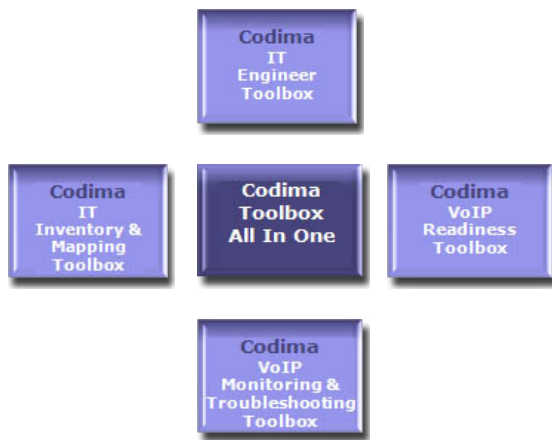 Codima
IT
Engineer
Toolbox
Codima
IT
Inventory &
Mapping
Toolbox
Codima
Toolbox
All In One
Codima
VoIP
Readiness
Toolbox
Codima
VoIP
Monitoring &
Troubleshooting
Toolbox